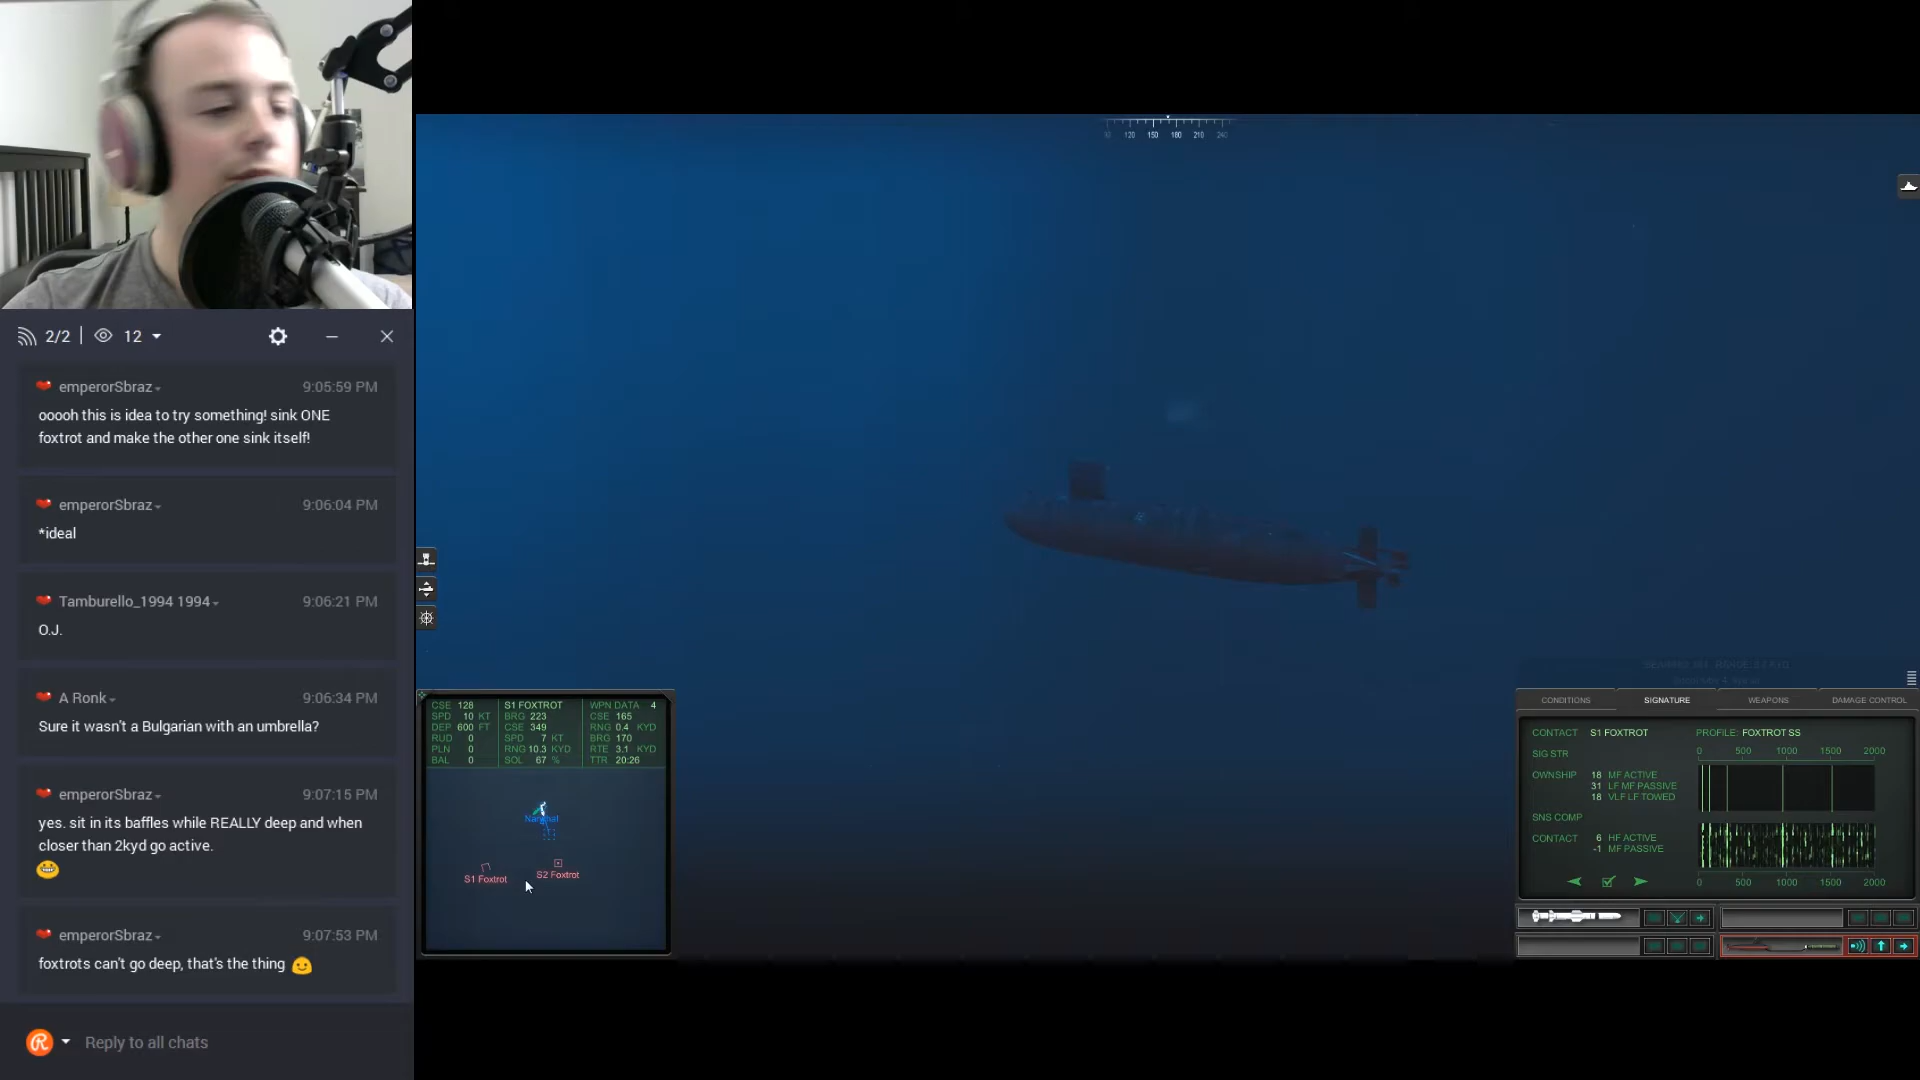 2/2 12
emperorSbraz 9:05:59 PM
ooooh this is idea to try something! sink ONE
foxtrot and make the other one sink itself!
emperorSbraz 9:06:04 PM
*ideal
Tamburello_1994 1994 9:06:21 PM
O.J.
A Ronk 9:06:34 PM
Sure it wasn't a Bulgarian with an umbrella?
emperorSbraz 9:07:15 PM
yes. sit in its baffles while REALLY deep and when
closer than 2kyd go active.
emperorSbraz 9:07:53 PM
foxtrots can't go deep, that's the thing
Reply to all chats
120 150 180 210 240
CSE 128
SPD 10 KT
DEP 600 FT
RUD 0
PLN 0
BAL 0
S1 FOXTROT
BRG 223
CSE 349
SPD 7 KT
RNG 10.3 KYD
SOL 67 %
WPN DATA 4
CSE 165
RNG 0.4 KYD
BRG 170
RTE 3.1 KYD
TTR 20:26
Narwhal
S1 Foxtrot
S2 Foxtrot
CONDITIONS SIGNATURE WEAPONS DAMAGE CONTROL
CONTACT S1 FOXTROT
SIG STR
OWNSHIP 18 MF ACTIVE
31 LF MF PASSIVE
18 VLF LF TOWED
SNS COMP
CONTACT 6 HF ACTIVE
-1 MF PASSIVE
PROFILE: FOXTROT SS
0 500 1000 1500 2000
0 500 1000 1500 2000